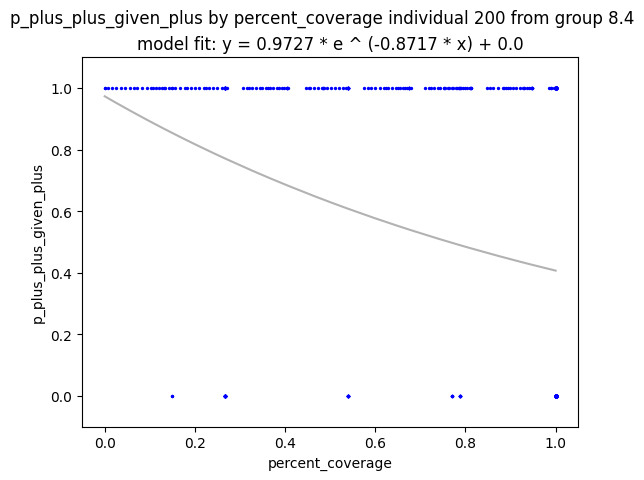 p_plus_plus_given_plus by percent_coverage individual 200 from group 8.4
model fit: y = 0.9727 * e ^ (-0.8717 * x) + 0.0
1.0
0.8
0.6
0.4
0.2
0.0
p_plus_plus_given_plus
0.0 0.2 0.4 0.6 0.8 1.0
percent_coverage